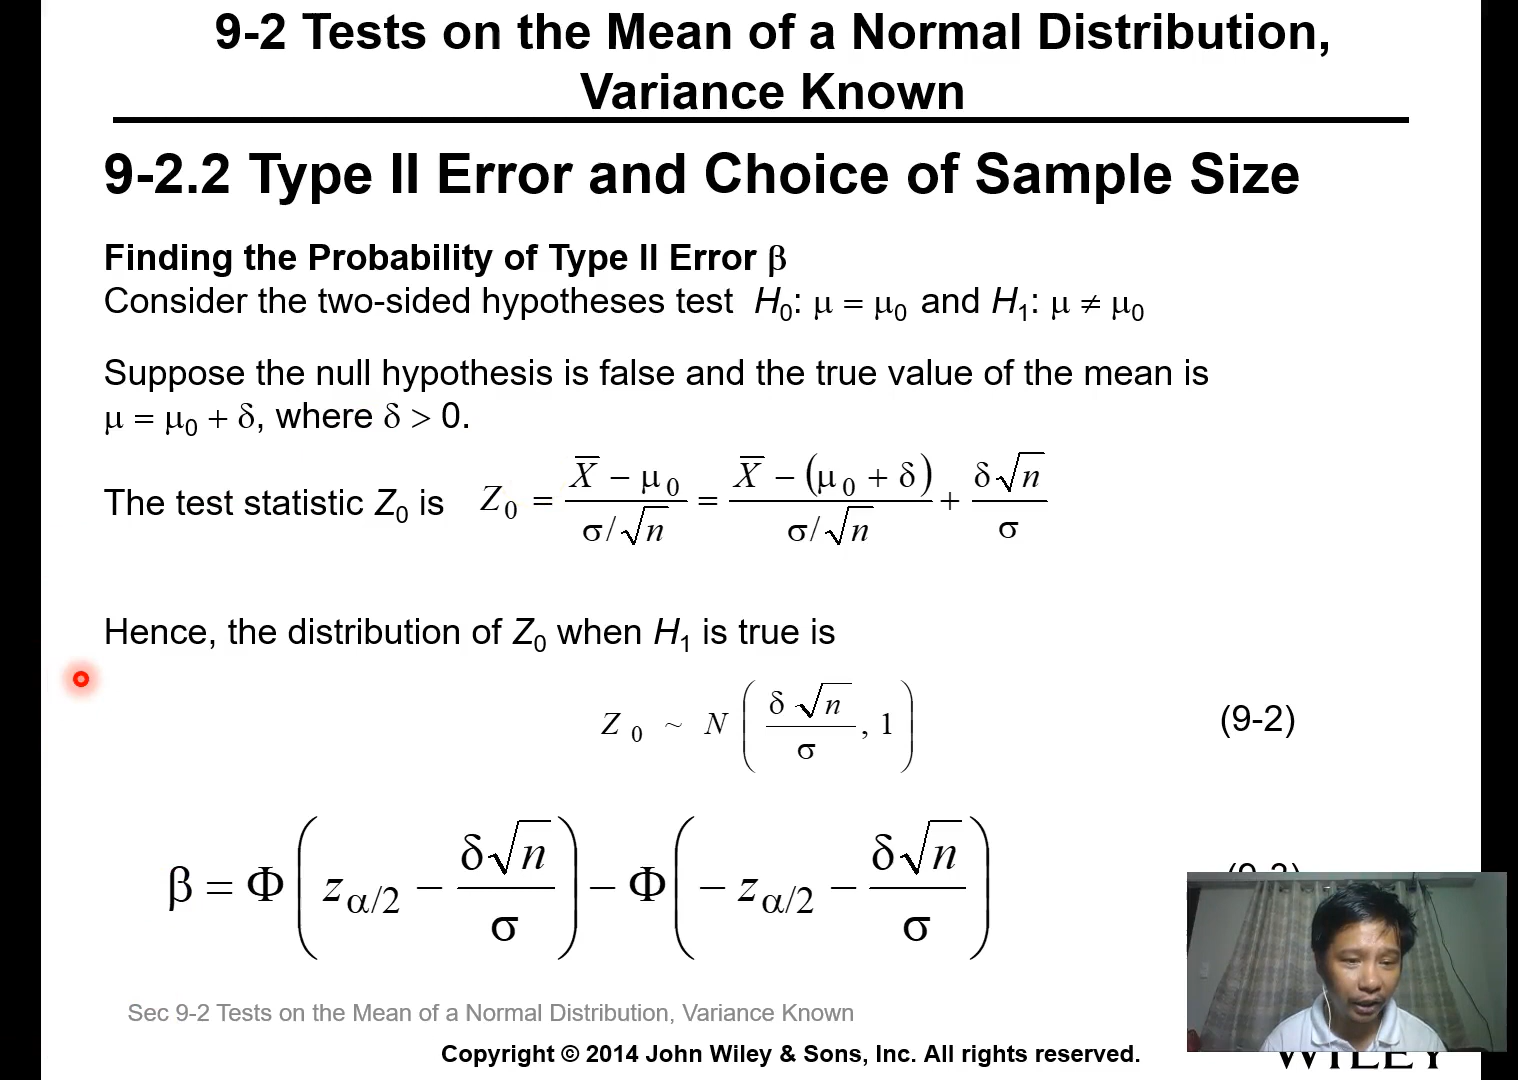 9-2 Tests on the Mean of a Normal Distribution,
Variance Known
9-2.2 Type II Error and Choice of Sample Size
Finding the Probability of Type II Error β
Consider the two-sided hypotheses test H₀: μ = μ₀ and H₁: μ ≠ μ₀
Suppose the null hypothesis is false and the true value of the mean is
μ = μ₀ + δ, where δ > 0.
The test statistic Z₀ is Z₀ = (X̅ − μ₀)/(σ/√n) = (X̅ − (μ₀ + δ))/(σ/√n) + δ√n/σ
Hence, the distribution of Z₀ when H₁ is true is
Z₀ ~ N(δ√n/σ, 1) (9-2)
β = Φ(z_α/2 − δ√n/σ) − Φ(−z_α/2 − δ√n/σ)
Sec 9-2 Tests on the Mean of a Normal Distribution, Variance Known
Copyright © 2014 John Wiley & Sons, Inc. All rights reserved.
WILEY